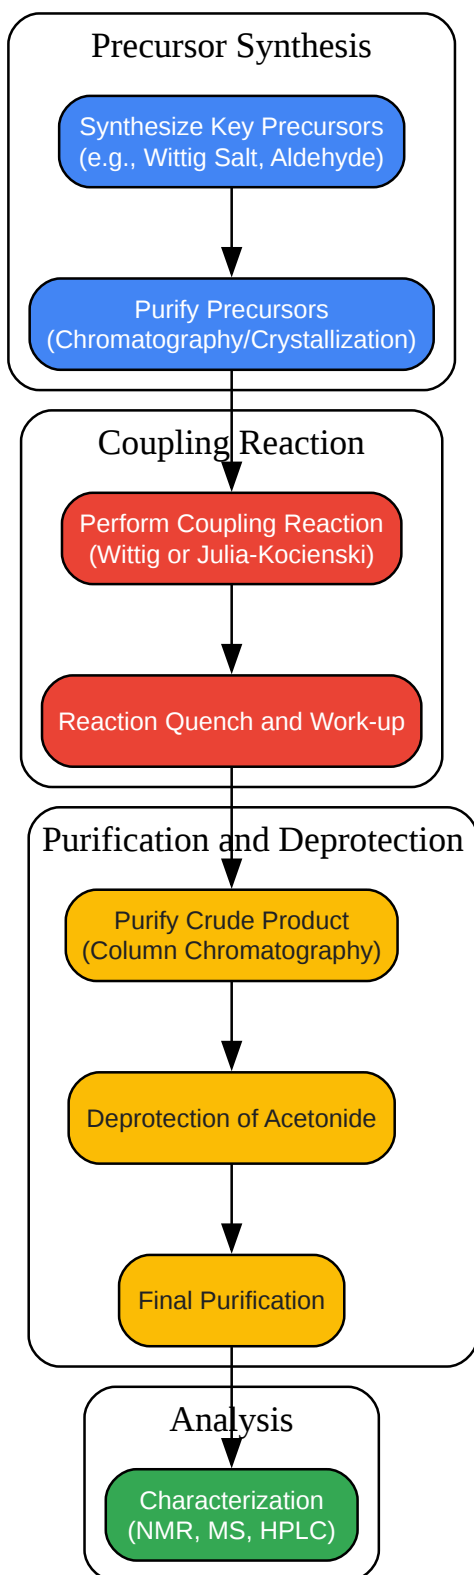 Precursor Synthesis
Synthesize Key Precursors
(e.g., Wittig Salt, Aldehyde)
Purify Precursors
(Chromatography/Crystallization)
Coupling Reaction
Perform Coupling Reaction
(Wittig or Julia-Kocienski)
Reaction Quench and Work-up
Purification and Deprotection
Purify Crude Product
(Column Chromatography)
Deprotection of Acetonide
Final Purification
Analysis
Characterization
(NMR, MS, HPLC)